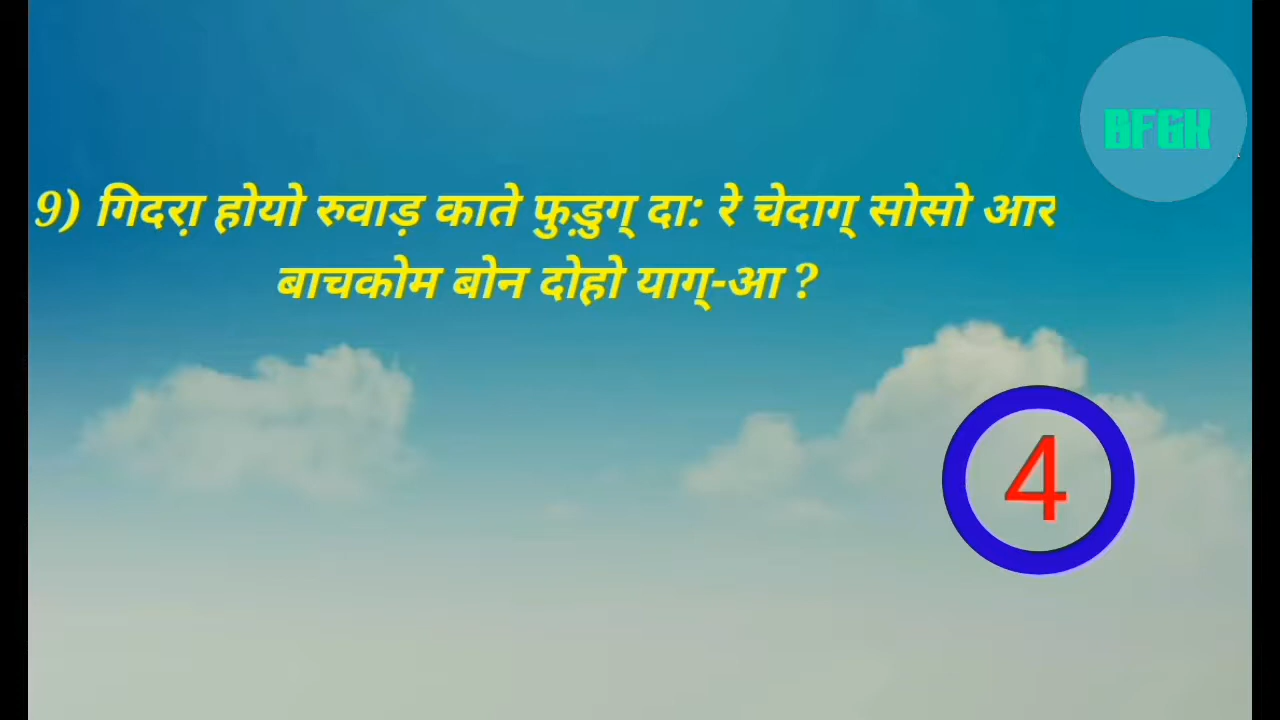 BFGK
9) गिदरा़ होयो रुवाड़ काते फुड़ुग् दा: रे चेदाग् सोसो आर
बाचकोम बोन दोहो याग्-आ ?
4